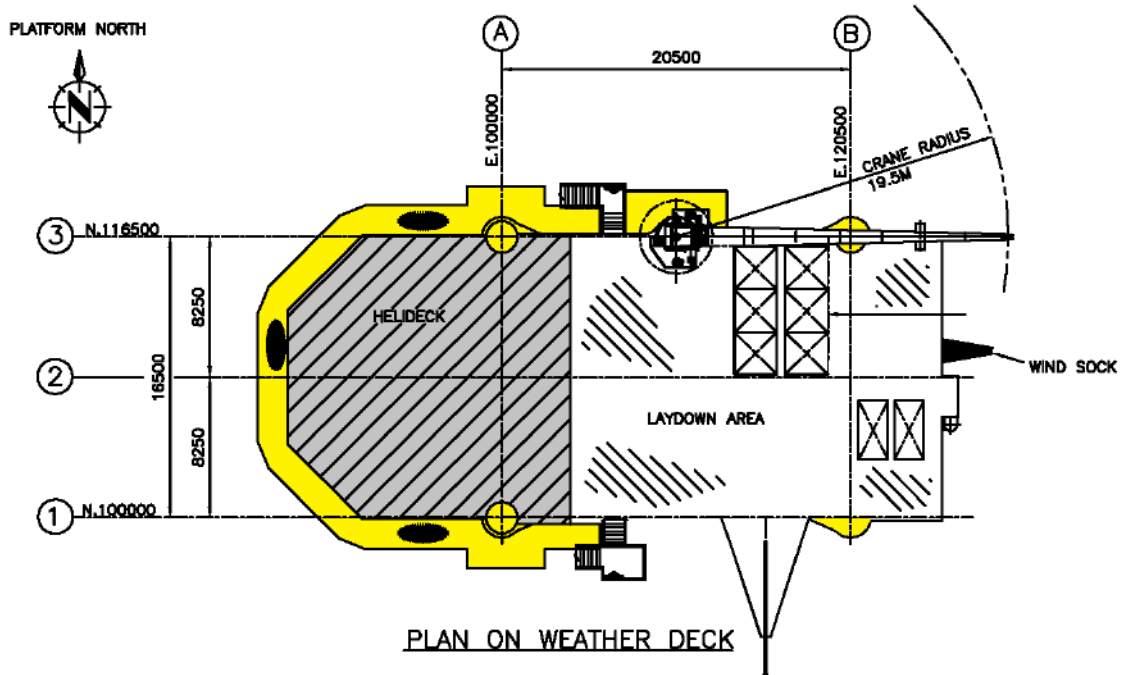 PLATFORM NORTH
N
A
B
20500
E.100000
E.120500
CRANE RADIUS
19.5M
3
N.116500
8250
HELIDECK
16500
2
WIND SOCK
8250
LAYDOWN AREA
1
N.100000
PLAN ON WEATHER DECK